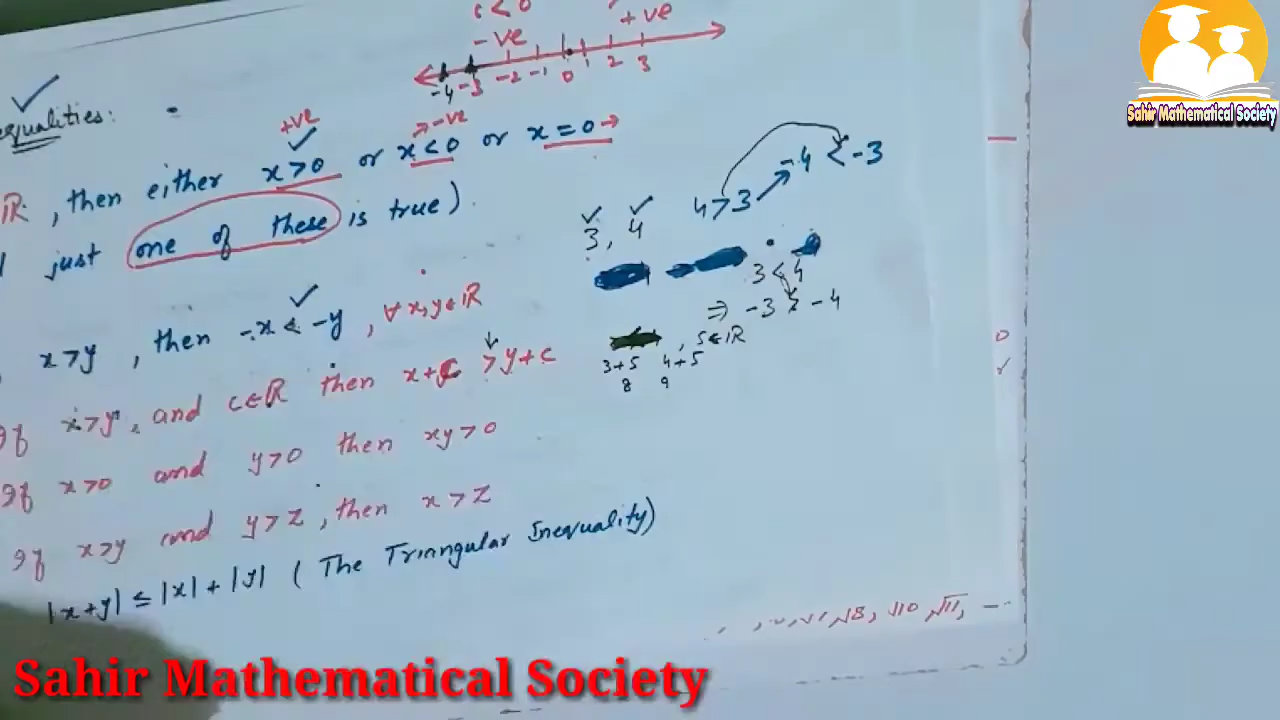 c < 0
-ve +ve
-4 -3 -2 -1 0 1 2 3
equalities:
+ve -ve
ℝ, then either x>0 or x<0 or x=0
just one of these is true)
x>y, then -x < -y, ∀ x,y ∈ ℝ
If x>y, and c∈ℝ then x+c > y+c
If x>0 and y>0 then xy>0
If x>y and y>z, then x>z
|x+y| ≤ |x| + |y| (The Triangular Inequality)
4>3 -4 < -3
3, 4
3 < 4
⇒ -3 > -4
, 5∈ℝ
3+5 4+5
8 9
√8, √10, √11, ---
Sahir Mathematical Society
Sahir Mathematical Society